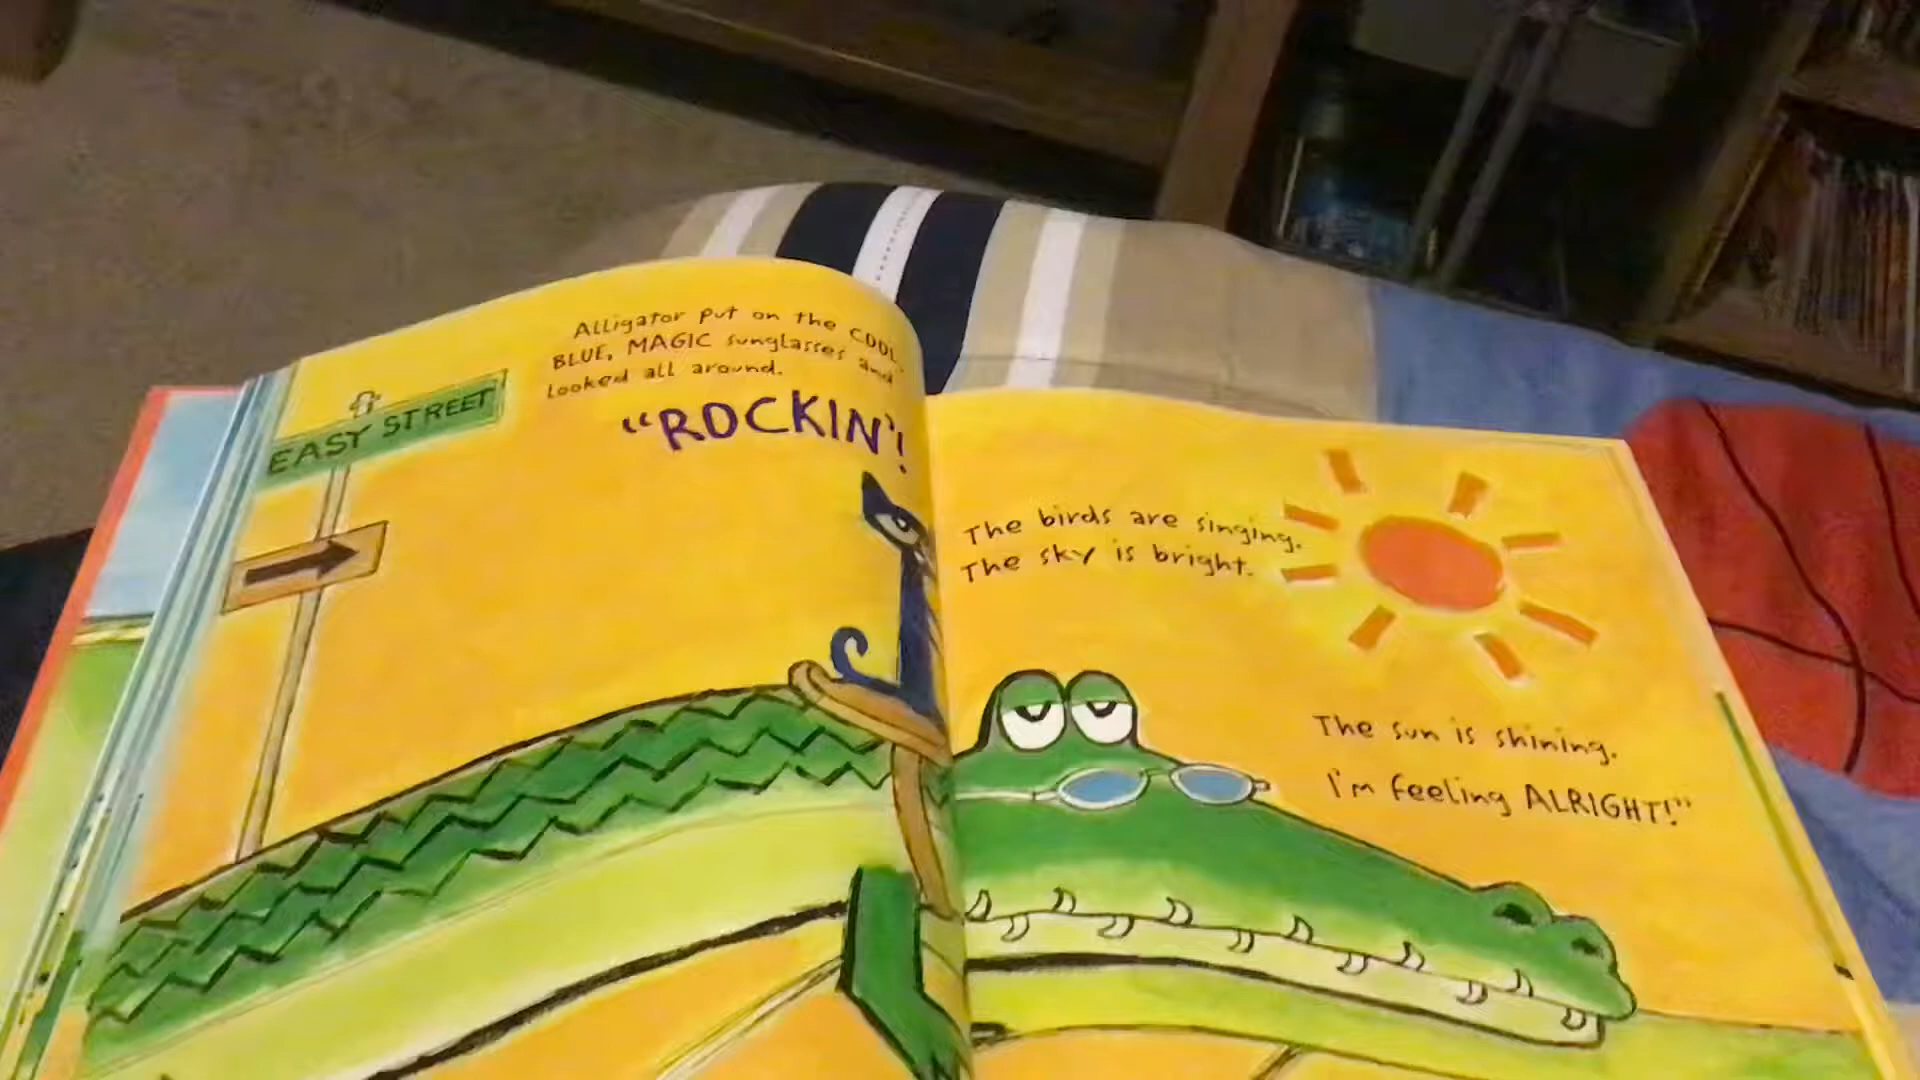 Alligator put on the COOL,
BLUE, MAGIC sunglasses and
looked all around.
"ROCKIN'!
EASY STREET
The birds are singing.
The sky is bright.
The sun is shining.
I'm feeling ALRIGHT!"